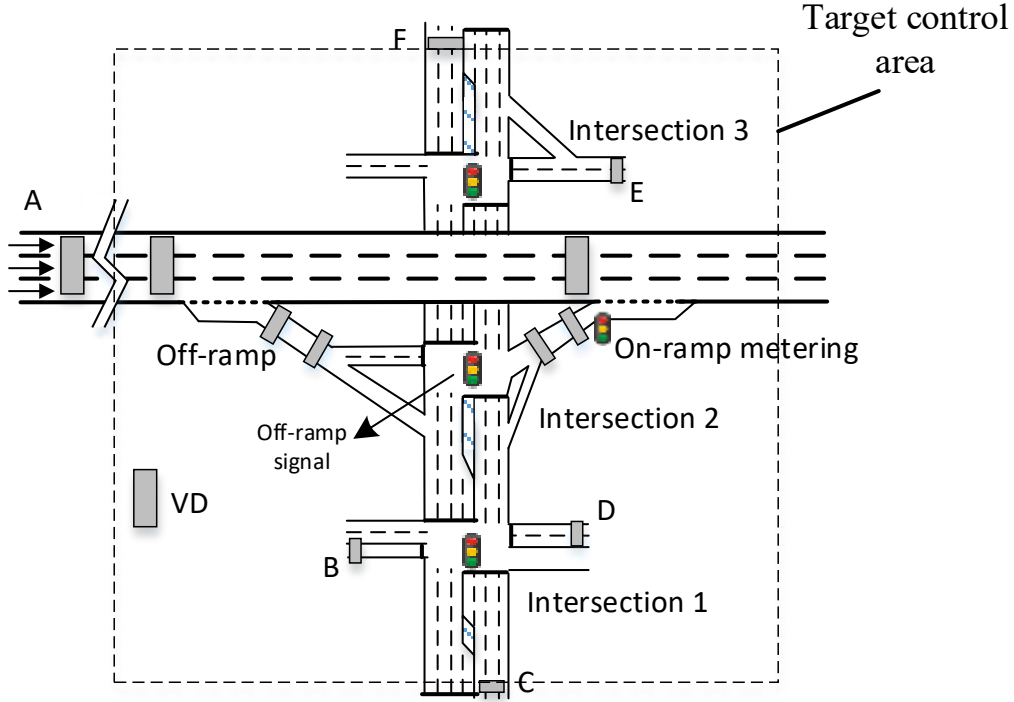 Target control
area
F
Intersection 3
E
A
Off-ramp
On-ramp metering
Intersection 2
Off-ramp
signal
VD
D
B
Intersection 1
C